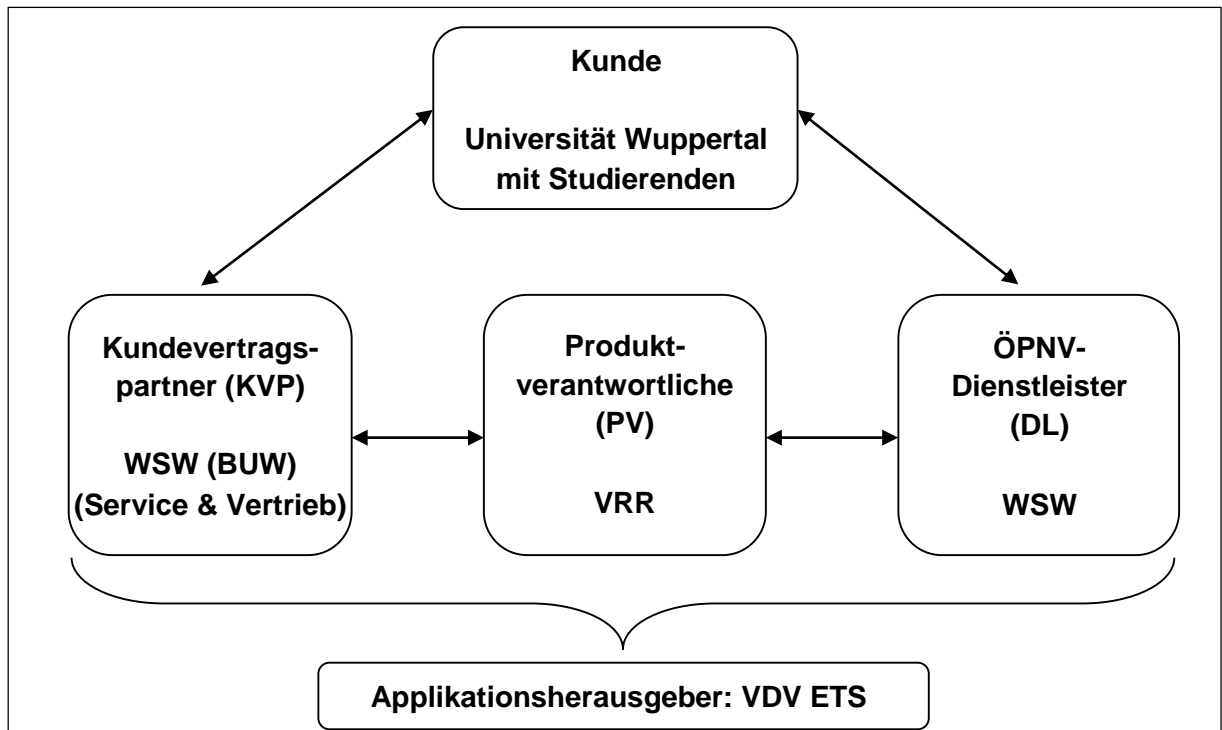 Kunde
Universität Wuppertal
mit Studierenden
Kundevertrags-
partner (KVP)
WSW (BUW)
(Service & Vertrieb)
Produkt-
verantwortliche
(PV)
VRR
ÖPNV-
Dienstleister
(DL)
WSW
Applikationsherausgeber: VDV ETS